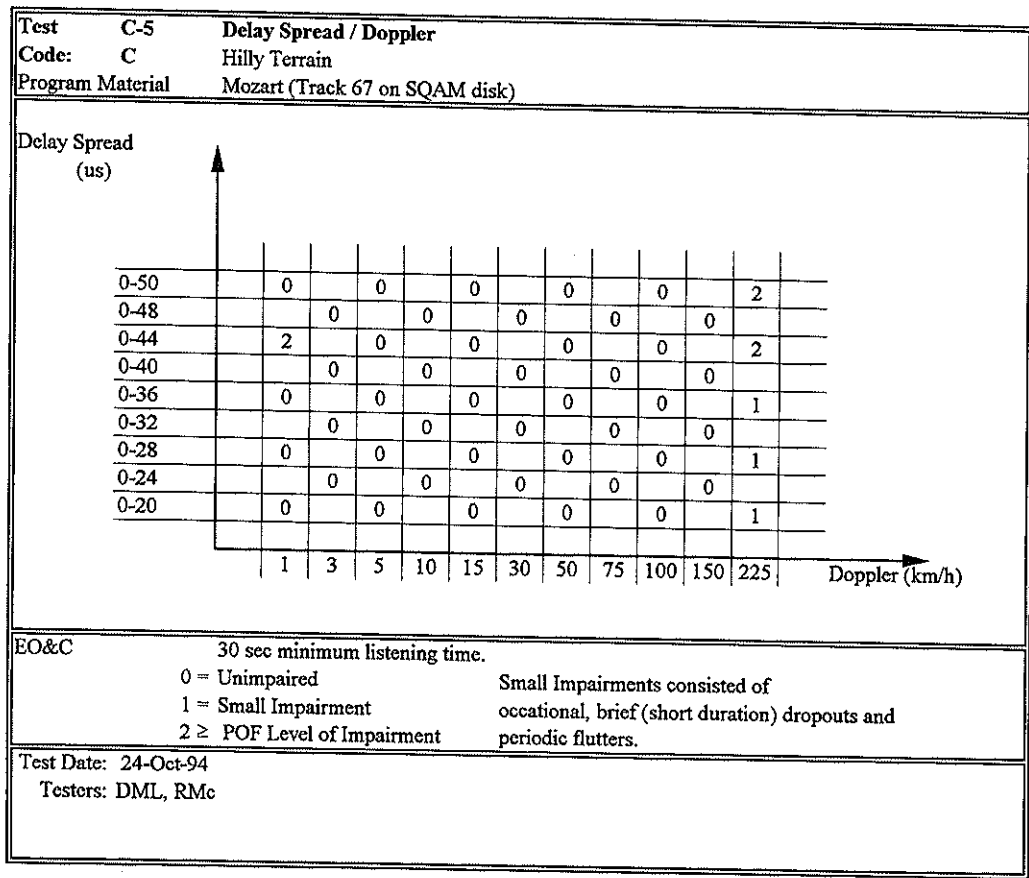 Test C-5 Delay Spread / Doppler
Code: C Hilly Terrain
Program Material Mozart (Track 67 on SQAM disk)
Delay Spread
(us)
0-50 0 0 0 0 0 2
0-48 0 0 0 0 0
0-44 2 0 0 0 0 2
0-40 0 0 0 0 0
0-36 0 0 0 0 0 1
0-32 0 0 0 0 0
0-28 0 0 0 0 0 1
0-24 0 0 0 0 0
0-20 0 0 0 0 0 1
1 3 5 10 15 30 50 75 100 150 225 Doppler (km/h)
EO&C 30 sec minimum listening time.
0 = Unimpaired Small Impairments consisted of
1 = Small Impairment occational, brief (short duration) dropouts and
2 ≥ POF Level of Impairment periodic flutters.
Test Date: 24-Oct-94
Testers: DML, RMc